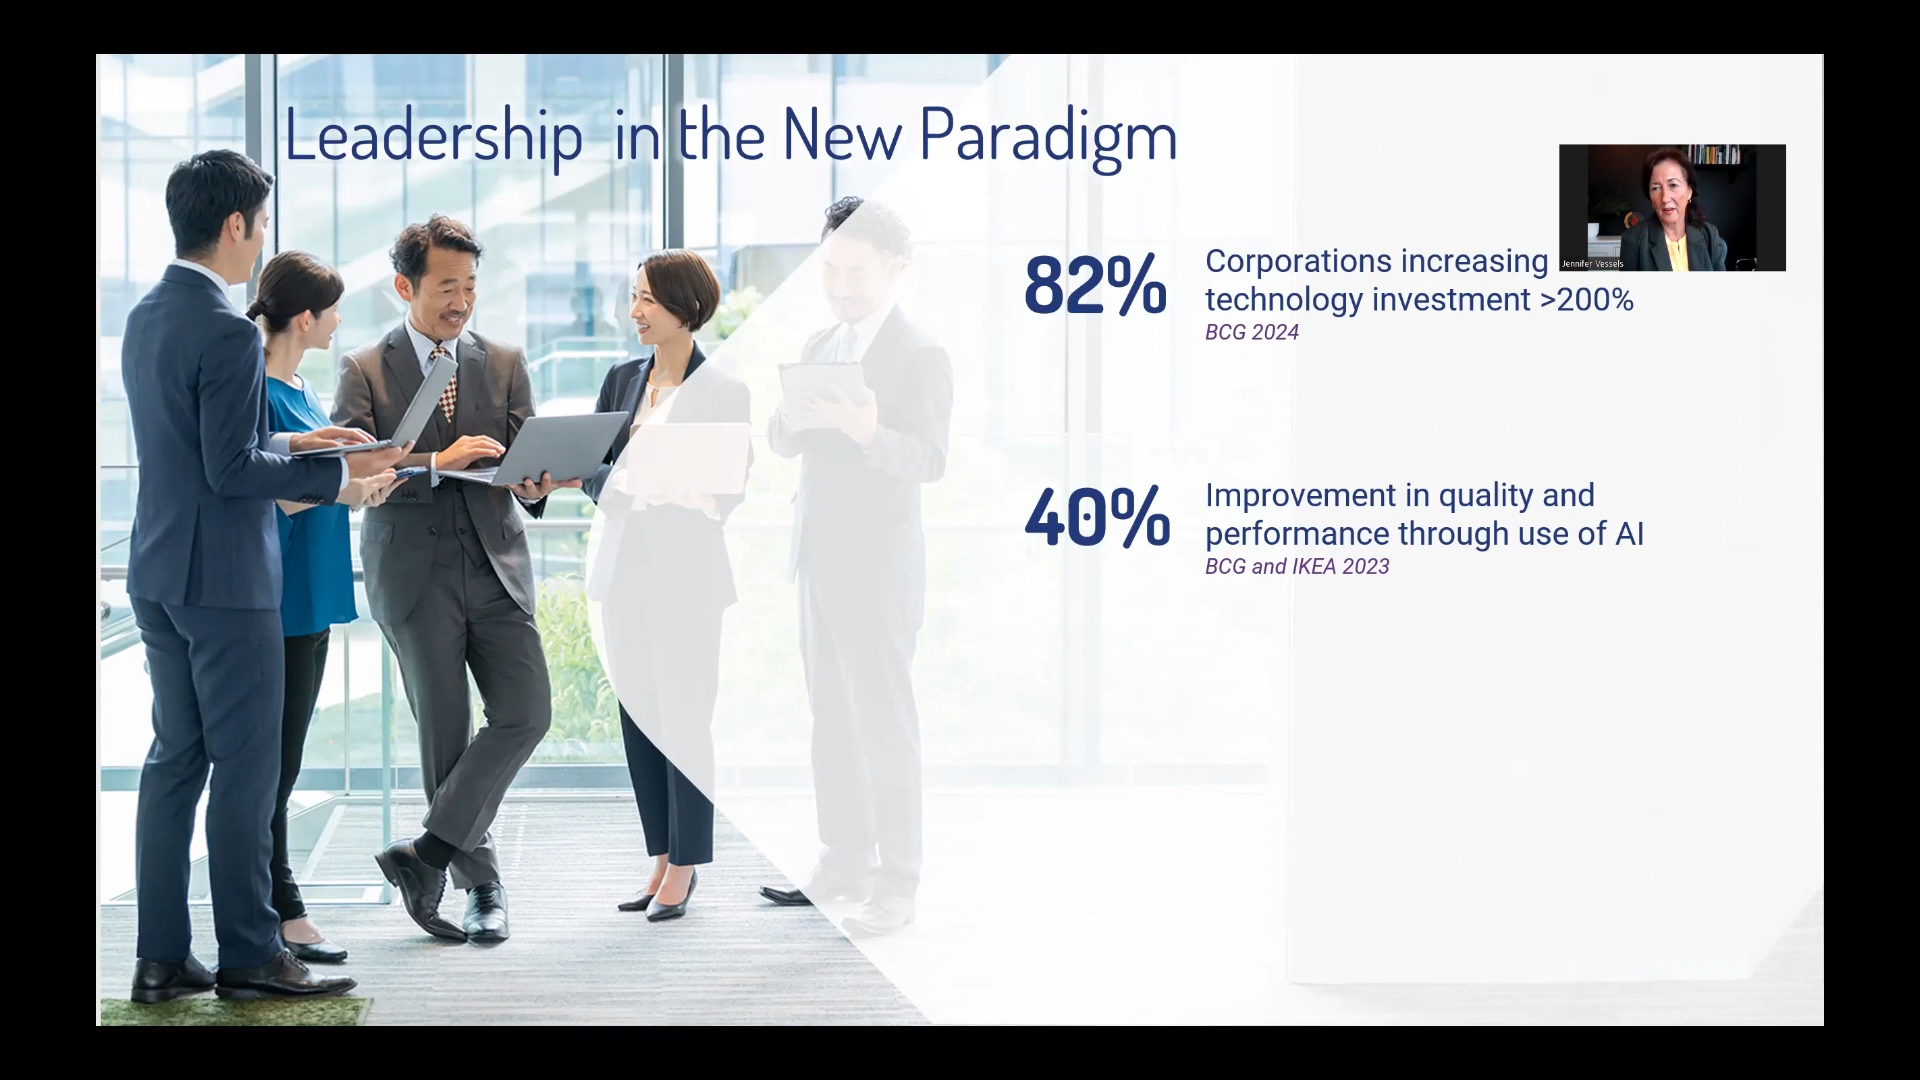 Leadership in the New Paradigm
82%
Corporations increasing
technology investment >200%
BCG 2024
40%
Improvement in quality and
performance through use of AI
BCG and IKEA 2023
Jennifer Vessels